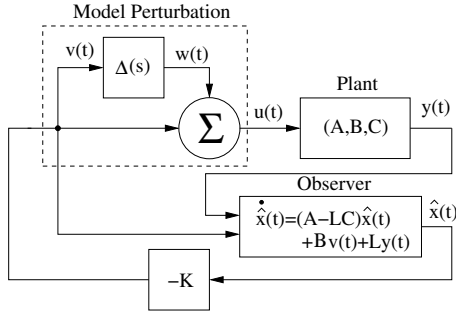 Model Perturbation
v(t)
Δ(s)
w(t)
Σ
u(t)
Plant
(A,B,C)
y(t)
Observer
ẋ̂(t)=(A−LC)x̂(t)
+Bv(t)+Ly(t)
x̂(t)
−K